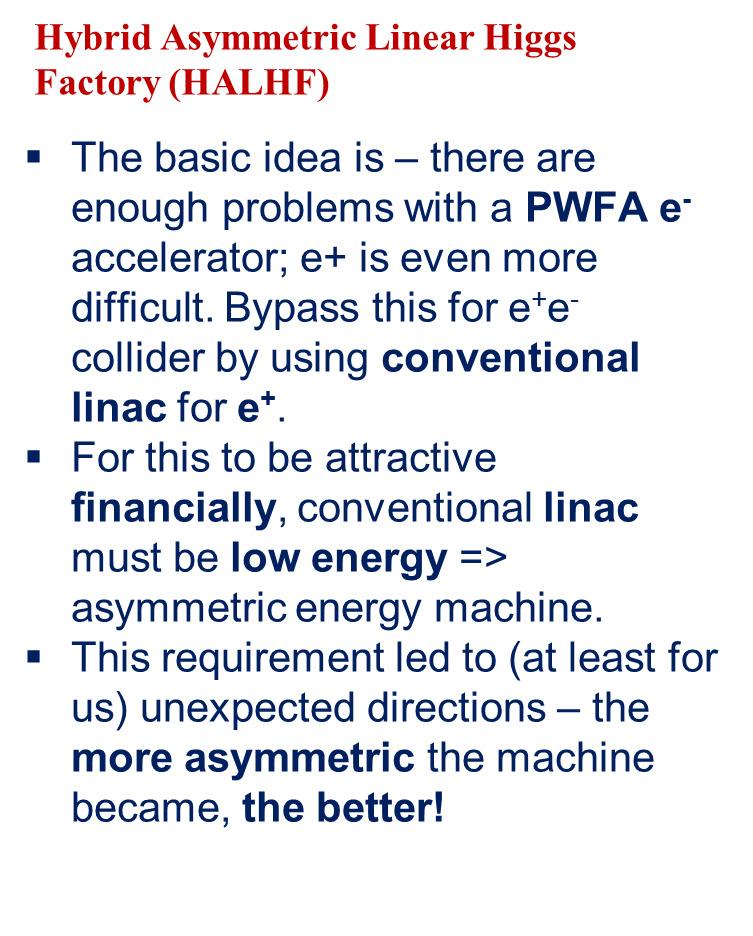 Hybrid Asymmetric Linear Higgs
Factory (HALHF)
▪ The basic idea is – there are
enough problems with a PWFA e⁻
accelerator; e+ is even more
difficult. Bypass this for e⁺e⁻
collider by using conventional
linac for e⁺.
▪ For this to be attractive
financially, conventional linac
must be low energy =>
asymmetric energy machine.
▪ This requirement led to (at least for
us) unexpected directions – the
more asymmetric the machine
became, the better!